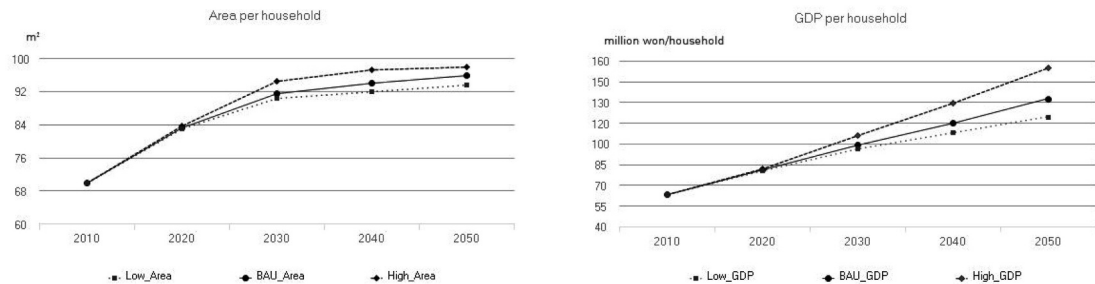 Area per household
m²
100
92
84
76
68
60
2010 2020 2030 2040 2050
Low_Area BAU_Area High_Area
GDP per household
million won/household
160
150
130
120
100
85
70
55
40
2010 2020 2030 2040 2050
Low_GDP BAU_GDP High_GDP